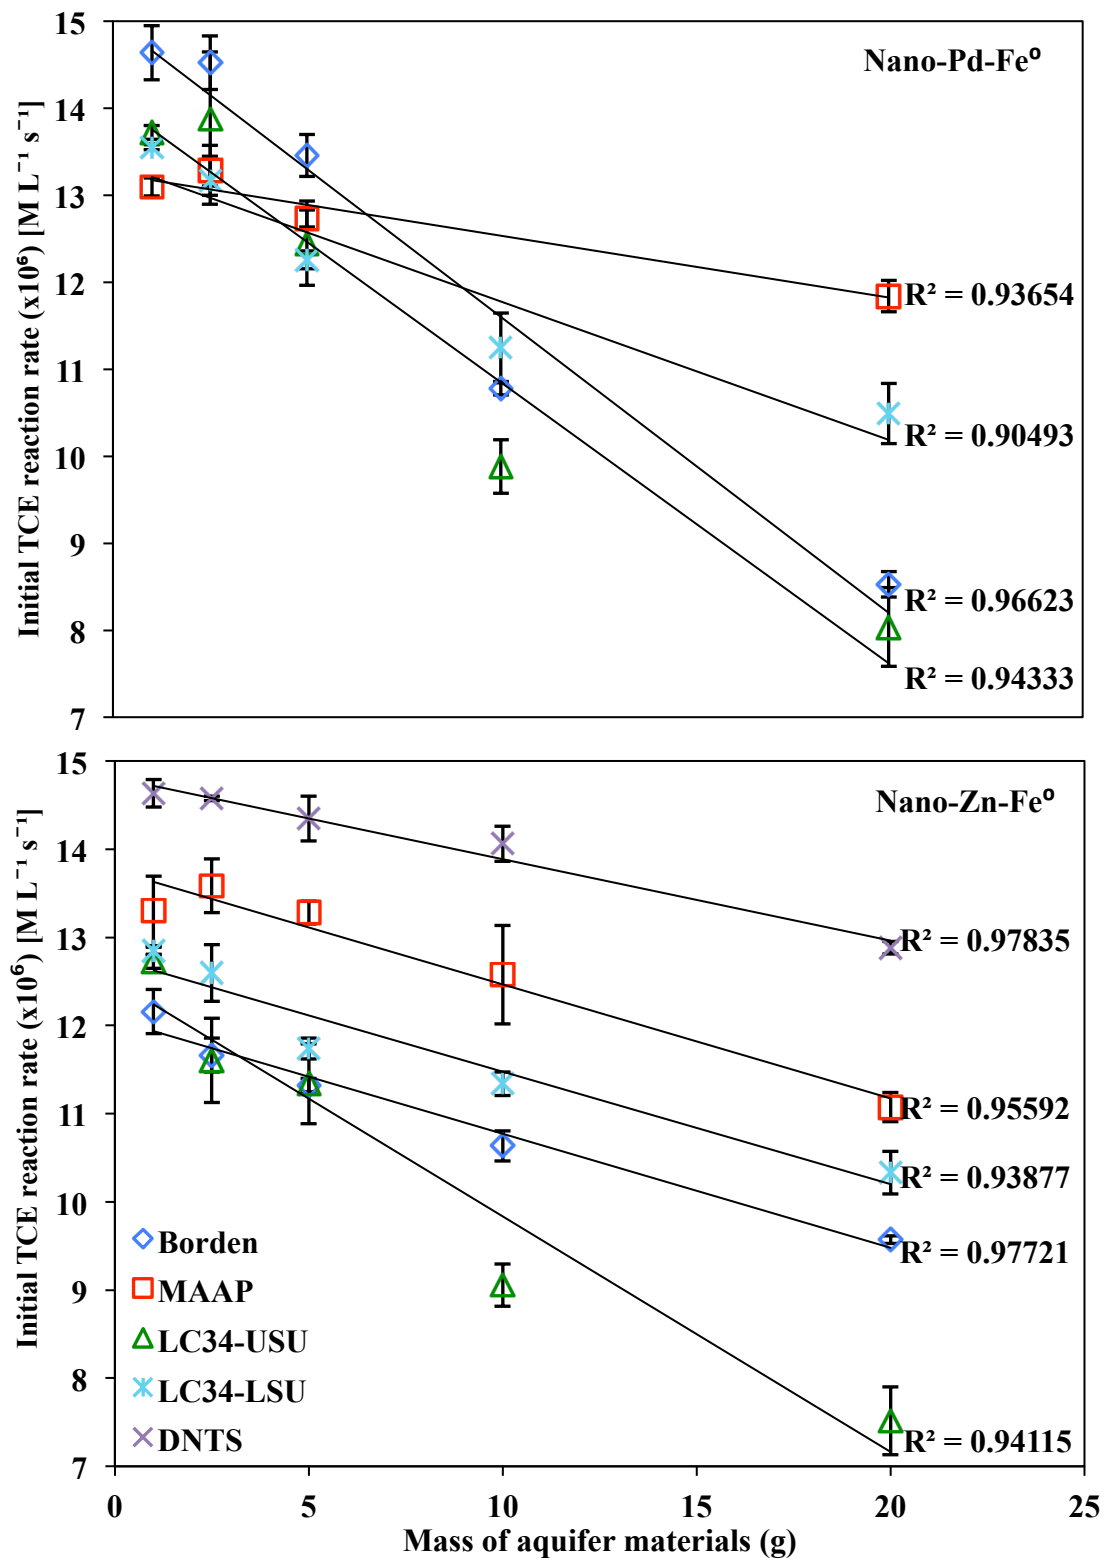 Initial TCE reaction rate (x10⁶) [M L⁻¹ s⁻¹]
15
14
13
12
11
10
9
8
7
Nano-Pd-Fe⁰
R² = 0.93654
R² = 0.90493
R² = 0.96623
R² = 0.94333
Initial TCE reaction rate (x10⁶) [M L⁻¹ s⁻¹]
15
14
13
12
11
10
9
8
7
Nano-Zn-Fe⁰
R² = 0.97835
R² = 0.95592
R² = 0.93877
R² = 0.97721
R² = 0.94115
Borden
MAAP
LC34-USU
LC34-LSU
DNTS
0 5 10 15 20 25
Mass of aquifer materials (g)